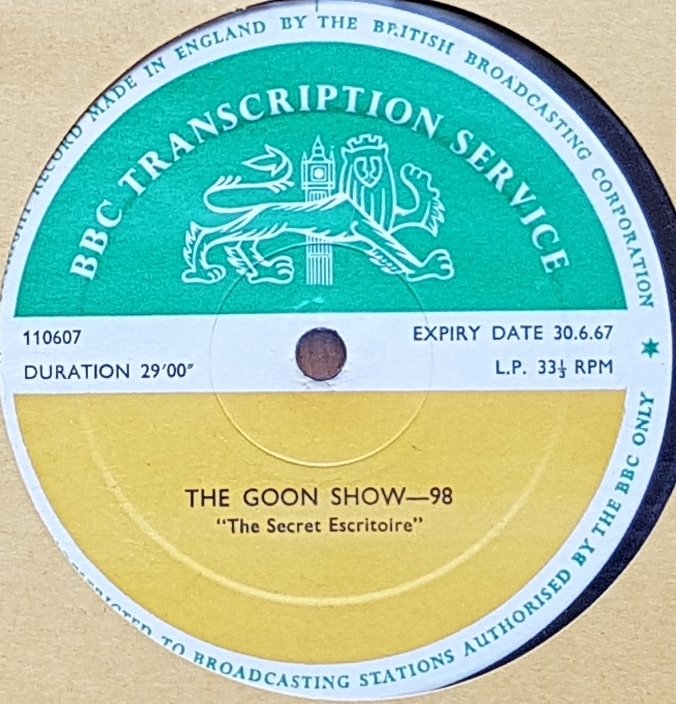 RECORD MADE IN ENGLAND BY THE BRITISH BROADCASTING CORPORATION
BBC TRANSCRIPTION SERVICE
110607
EXPIRY DATE 30.6.67
DURATION 29'00"
L.P. 33⅓ RPM
THE GOON SHOW—98
"The Secret Escritoire"
TO BROADCASTING STATIONS AUTHORISED BY THE BBC ONLY